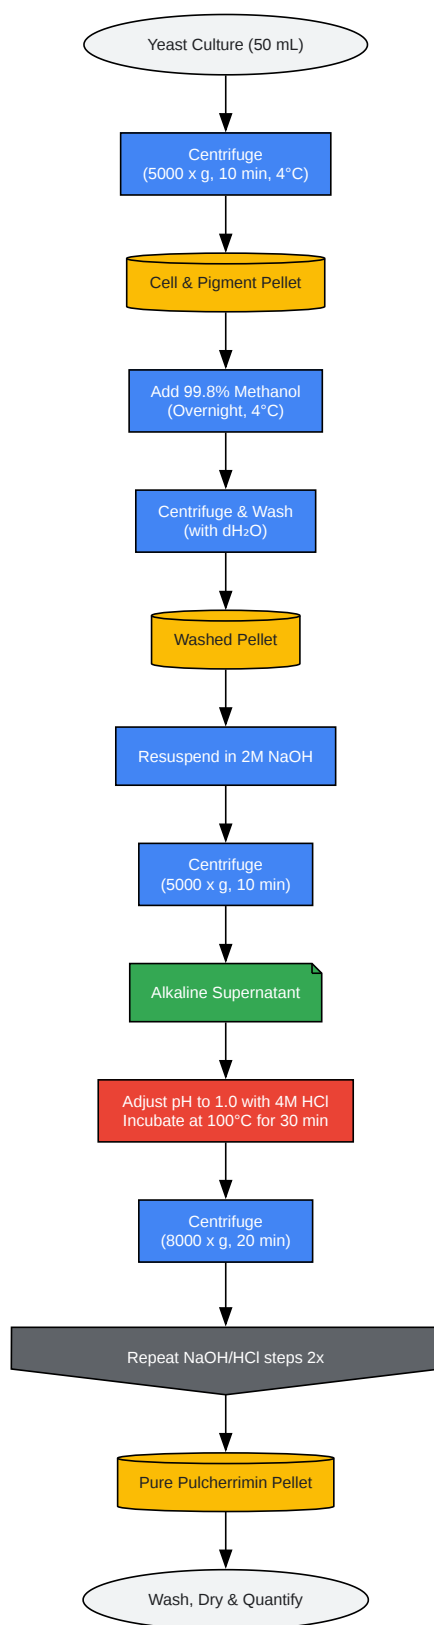 Yeast Culture (50 mL)
Centrifuge
(5000 x g, 10 min, 4°C)
Cell & Pigment Pellet
Add 99.8% Methanol
(Overnight, 4°C)
Centrifuge & Wash
(with dH₂O)
Washed Pellet
Resuspend in 2M NaOH
Centrifuge
(5000 x g, 10 min)
Alkaline Supernatant
Adjust pH to 1.0 with 4M HCl
Incubate at 100°C for 30 min
Centrifuge
(8000 x g, 20 min)
Repeat NaOH/HCl steps 2x
Pure Pulcherrimin Pellet
Wash, Dry & Quantify